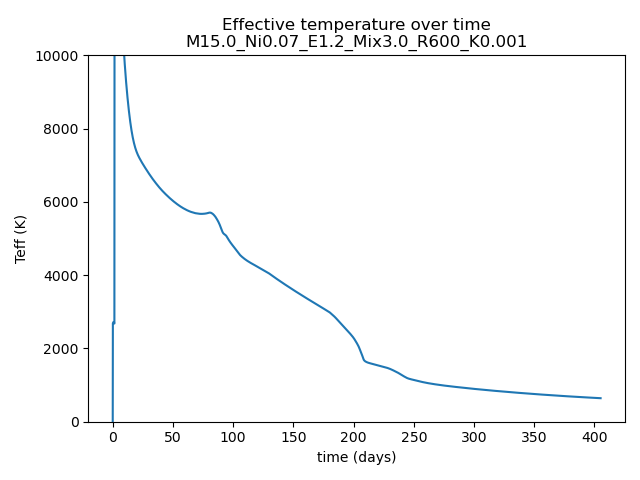 Effective temperature over time
M15.0_Ni0.07_E1.2_Mix3.0_R600_K0.001
10000
8000
6000
4000
2000
0
Teff (K)
0 50 100 150 200 250 300 350 400
time (days)